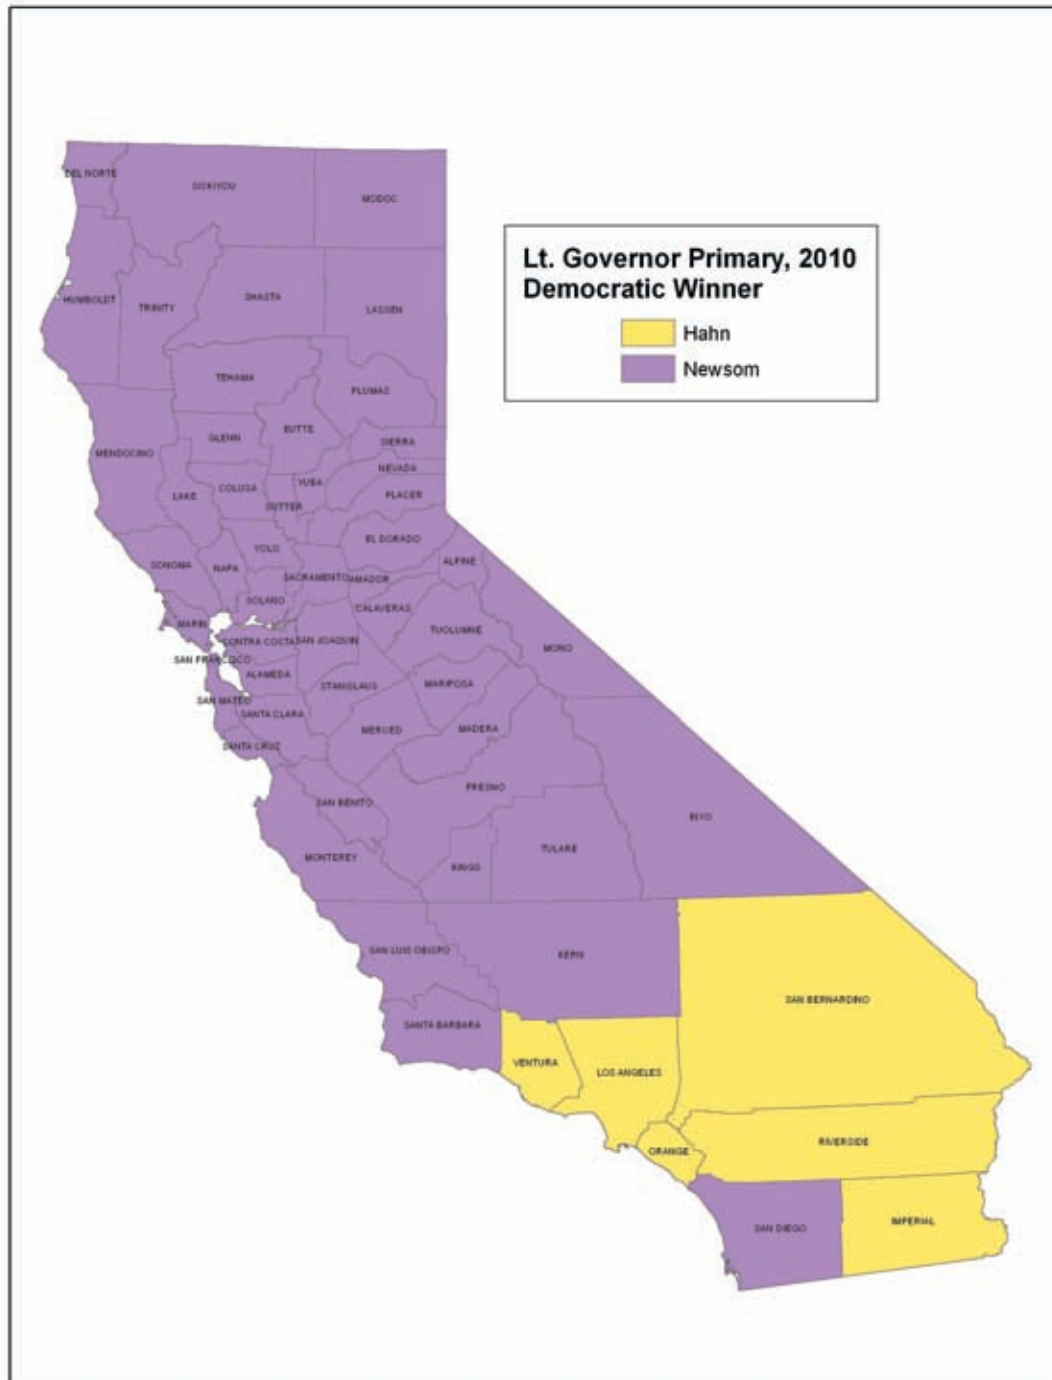 DEL NORTE
SISKIYOU
MODOC
Lt. Governor Primary, 2010
Democratic Winner
Hahn
Newsom
HUMBOLDT
TRINITY
SHASTA
LASSEN
TEHAMA
PLUMAS
MENDOCINO
GLENN
BUTTE
SIERRA
NEVADA
LAKE
COLUSA
YUBA
PLACER
SUTTER
EL DORADO
SONOMA
NAPA
YOLO
ALPINE
SACRAMENTO
AMADOR
SOLANO
CALAVERAS
MARIN
TUOLUMNE
CONTRA COSTA
SAN JOAQUIN
MONO
SAN FRANCISCO
ALAMEDA
STANISLAUS
MARIPOSA
SAN MATEO
SANTA CLARA
MERCED
MADERA
SANTA CRUZ
FRESNO
SAN BENITO
INYO
MONTEREY
KINGS
TULARE
SAN LUIS OBISPO
KERN
SAN BERNARDINO
SANTA BARBARA
VENTURA
LOS ANGELES
ORANGE
RIVERSIDE
SAN DIEGO
IMPERIAL